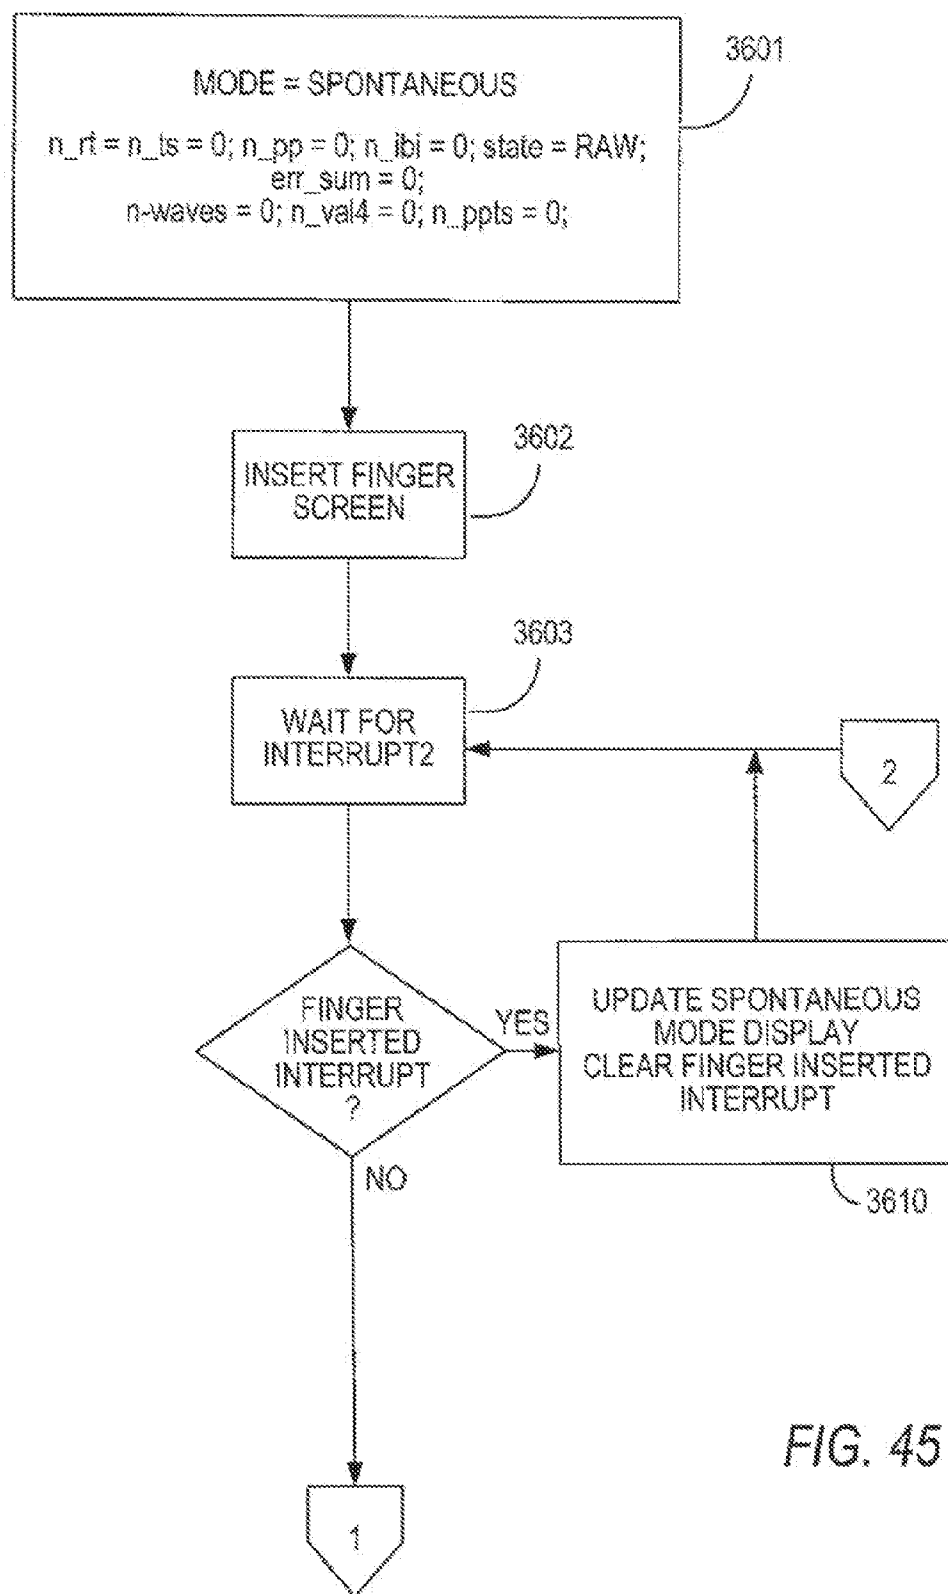 3601
MODE = SPONTANEOUS
n_rt = n_ts = 0; n_pp = 0; n_ibi = 0; state = RAW;
err_sum = 0;
n-waves = 0; n_val4 = 0; n_ppts = 0;
3602
INSERT FINGER
SCREEN
3603
WAIT FOR
INTERRUPT2
2
FINGER
INSERTED
INTERRUPT
?
YES
UPDATE SPONTANEOUS
MODE DISPLAY
CLEAR FINGER INSERTED
INTERRUPT
NO
3610
FIG. 45
1